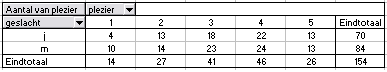 Aantal van plezier plezier
geslacht 1 2 3 4 5 Eindtotaal
j 4 13 18 22 13 70
m 10 14 23 24 13 84
Eindtotaal 14 27 41 46 26 154